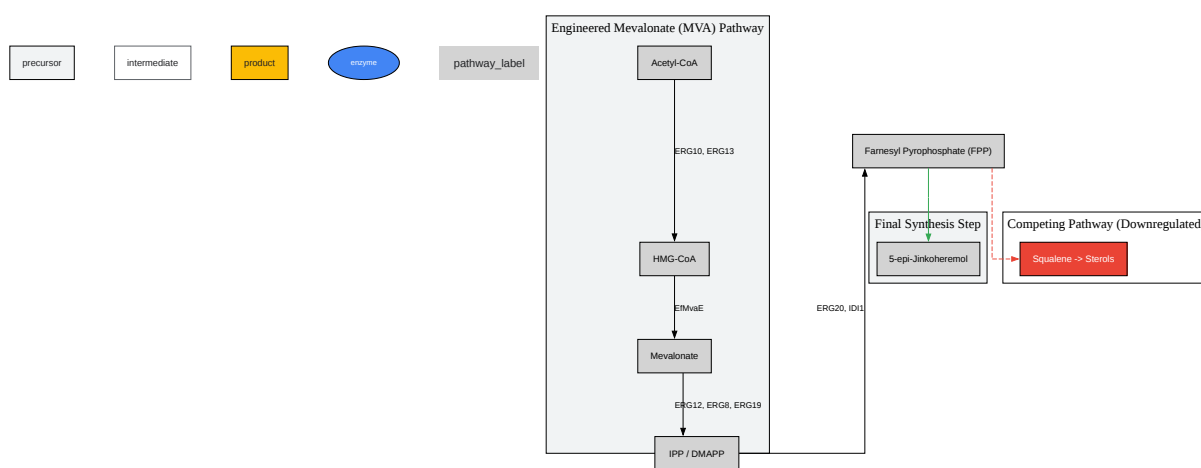 Engineered Mevalonate (MVA) Pathway
precursor
intermediate
product
enzyme
pathway_label
Acetyl-CoA
ERG10, ERG13
Farnesyl Pyrophosphate (FPP)
Final Synthesis Step
Competing Pathway (Downregulated
HMG-CoA
5-epi-Jinkoheremol
Squalene -> Sterols
EfMvaE
ERG20, IDI1
Mevalonate
ERG12, ERG8, ERG19
IPP / DMAPP